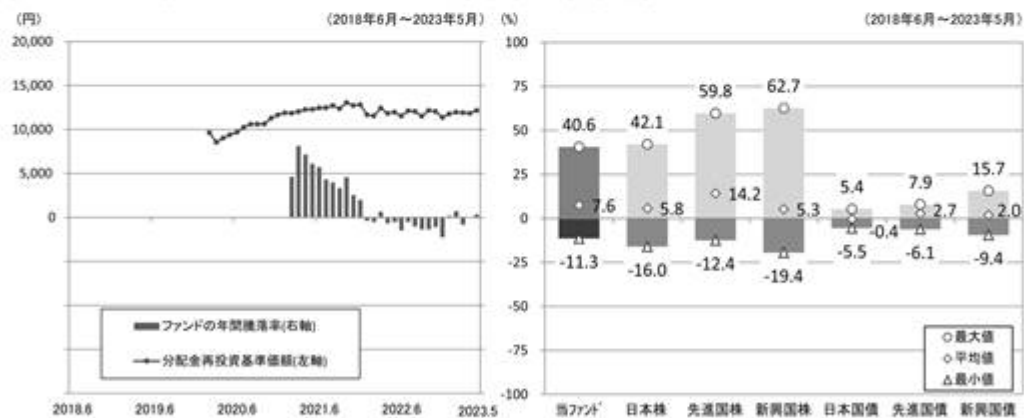 (円)
(2018年6月～2023年5月)
20,000
15,000
10,000
5,000
0
ファンドの年間騰落率(右軸)
分配金再投資基準価額(左軸)
2018.6 2019.6 2020.6 2021.6 2022.6 2023.5
(%)
(2018年6月～2023年5月)
100
75
50
25
0
-25
-50
-75
-100
40.6 42.1 59.8 62.7 5.4 7.9 15.7
7.6 5.8 14.2 5.3 -0.4 2.7 2.0
-11.3 -16.0 -12.4 -19.4 -5.5 -6.1 -9.4
最大値
平均値
最小値
当ファンド 日本株 先進国株 新興国株 日本国債 先進国債 新興国債